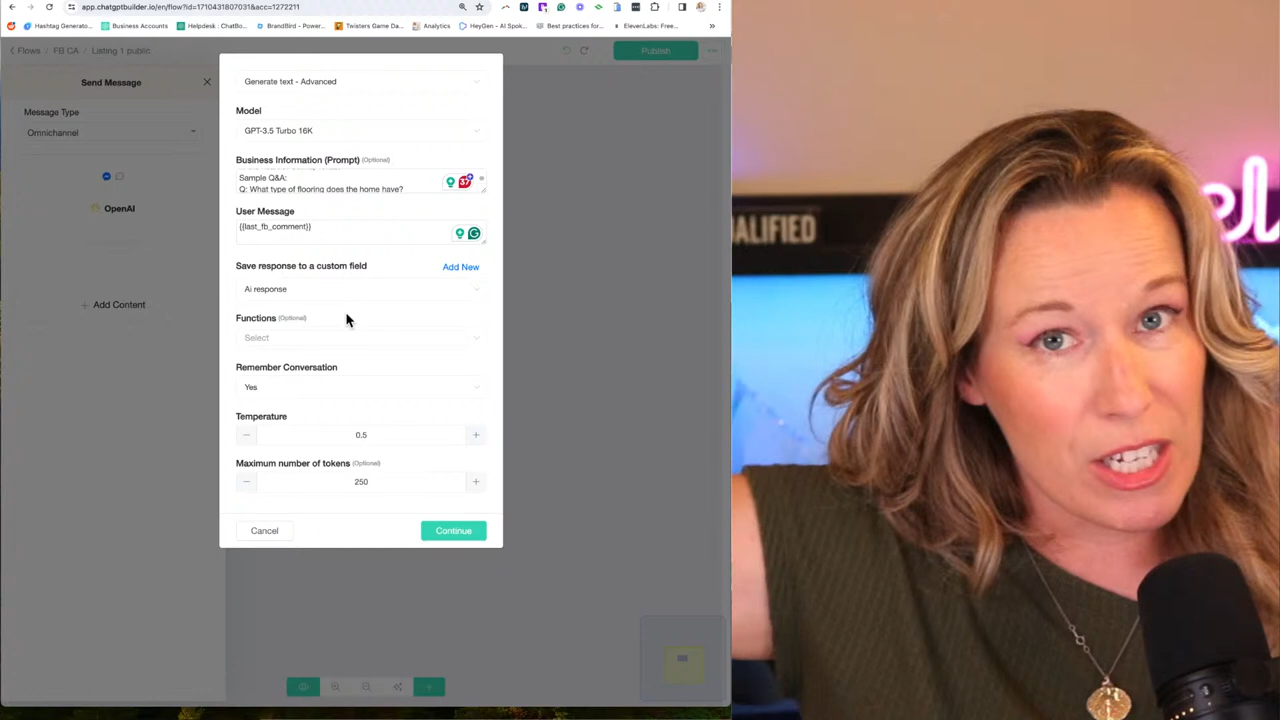 app.chatgptbuilder.io/en/flow?id=1710431807031&acc=1272211
Hashtag Generato...
Business Accounts
Helpdesk : ChatBo...
BrandBird – Power...
Twisters Game Da...
Analytics
HeyGen - AI Spok...
Best practices for...
ElevenLabs: Free...
Flows
FB CA
Listing 1 public
Publish
Send Message
Message Type
Omnichannel
OpenAI
+ Add Content
Generate text - Advanced
Model
GPT-3.5 Turbo 16K
Business Information (Prompt) (Optional)
Sample Q&A:
Q: What type of flooring does the home have?
37
User Message
{{last_fb_comment}}
Save response to a custom field
Add New
Ai response
Functions (Optional)
Select
Remember Conversation
Yes
Temperature
0.5
Maximum number of tokens (Optional)
250
Cancel
Continue
ALIFIED
el